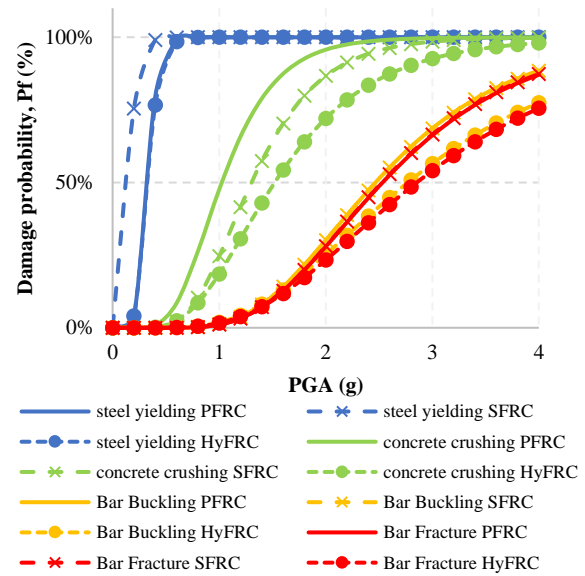 Damage probability, Pf (%)
100%
50%
0%
0 1 2 3 4
PGA (g)
steel yielding PFRC steel yielding SFRC
steel yielding HyFRC concrete crushing PFRC
concrete crushing SFRC concrete crushing HyFRC
Bar Buckling PFRC Bar Buckling SFRC
Bar Buckling HyFRC Bar Fracture PFRC
Bar Fracture SFRC Bar Fracture HyFRC